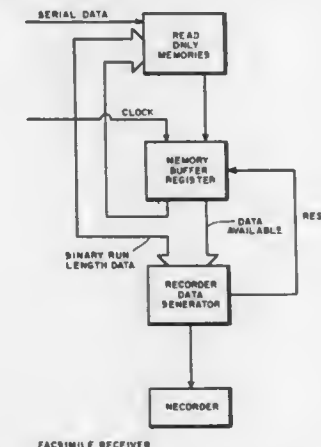 SERIAL DATA
READ
ONLY
MEMORIES
CLOCK
MEMORY
BUFFER
REGISTER
RES
DATA
AVAILABLE
BINARY RUN
LENGTH DATA
RECORDER
DATA
GENERATOR
RECORDER
FACSIMILE RECEIVER